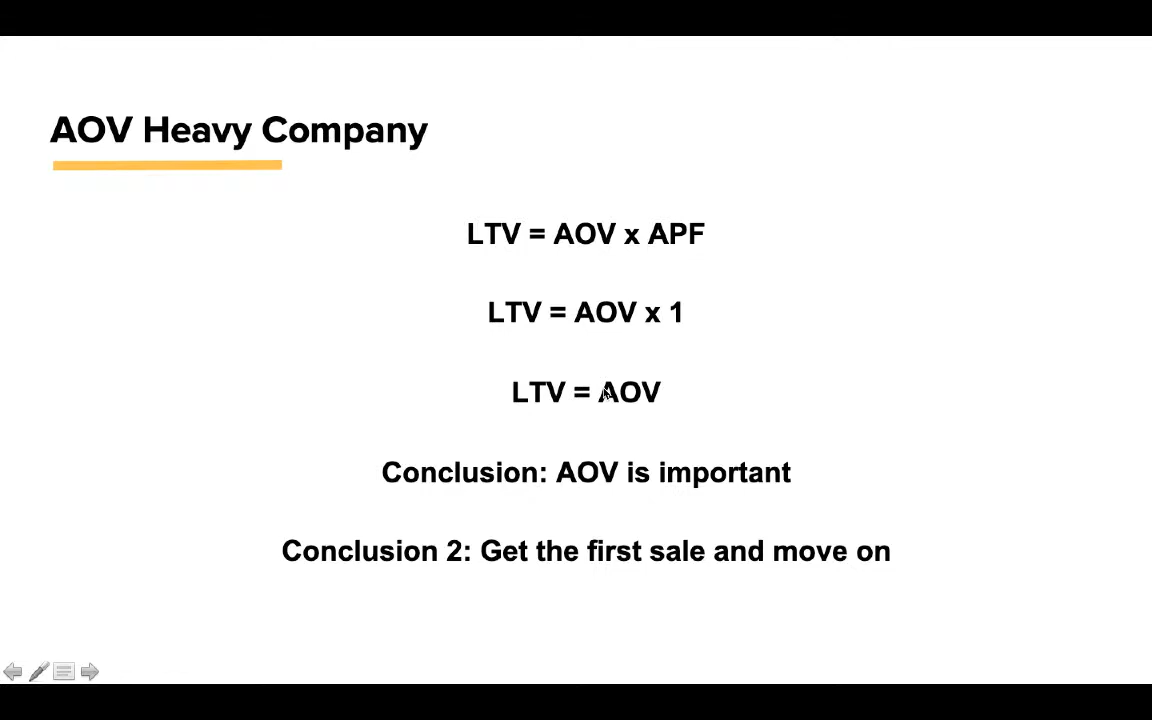 AOV Heavy Company
LTV = AOV x APF
LTV = AOV x 1
LTV = AOV
Conclusion: AOV is important
Conclusion 2: Get the first sale and move on